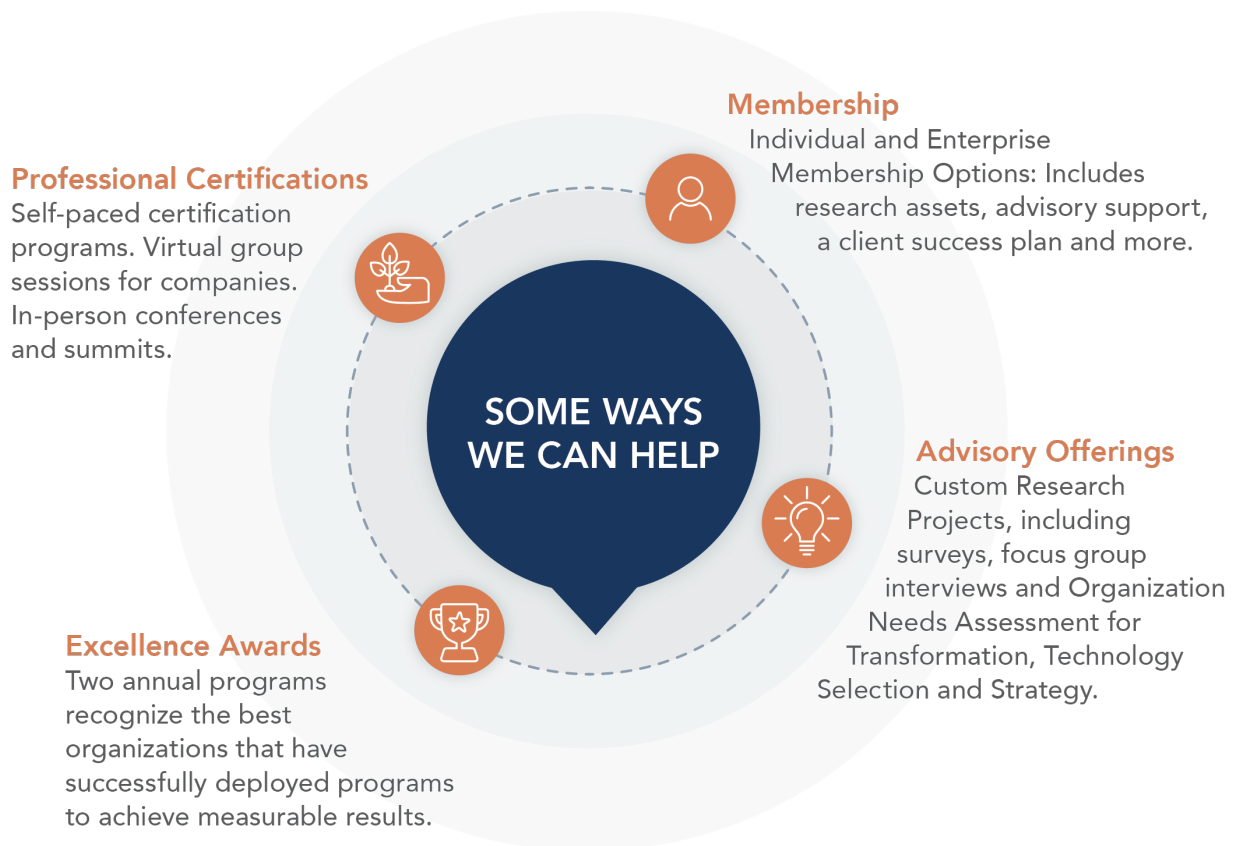 SOME WAYS
WE CAN HELP
Membership
Individual and Enterprise
Membership Options: Includes
research assets, advisory support,
a client success plan and more.
Advisory Offerings
Custom Research
Projects, including
surveys, focus group
interviews and Organization
Needs Assessment for
Transformation, Technology
Selection and Strategy.
Excellence Awards
Two annual programs
recognize the best
organizations that have
successfully deployed programs
to achieve measurable results.
Professional Certifications
Self-paced certification
programs. Virtual group
sessions for companies.
In-person conferences
and summits.